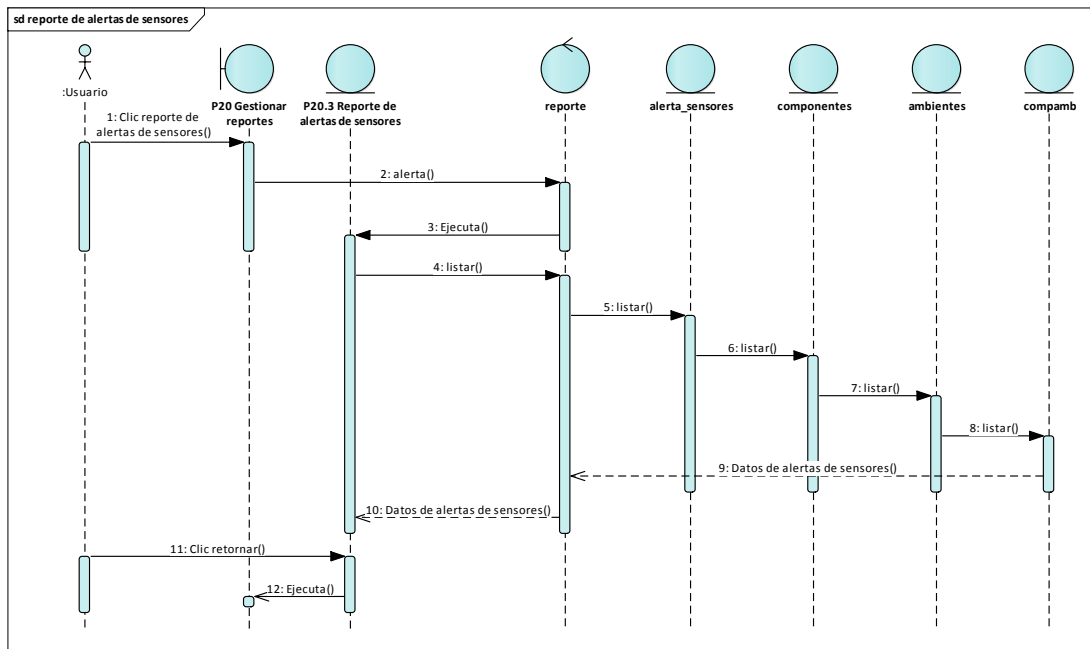 sd reporte de alertas de sensores
:Usuario
P20 Gestionar
reportes
P20.3 Reporte de
alertas de sensores
reporte
alerta_sensores
componentes
ambientes
compamb
1: Clic reporte de
alertas de sensores()
2: alerta()
3: Ejecuta()
4: listar()
5: listar()
6: listar()
7: listar()
8: listar()
9: Datos de alertas de sensores()
10: Datos de alertas de sensores()
11: Clic retornar()
12: Ejecuta()